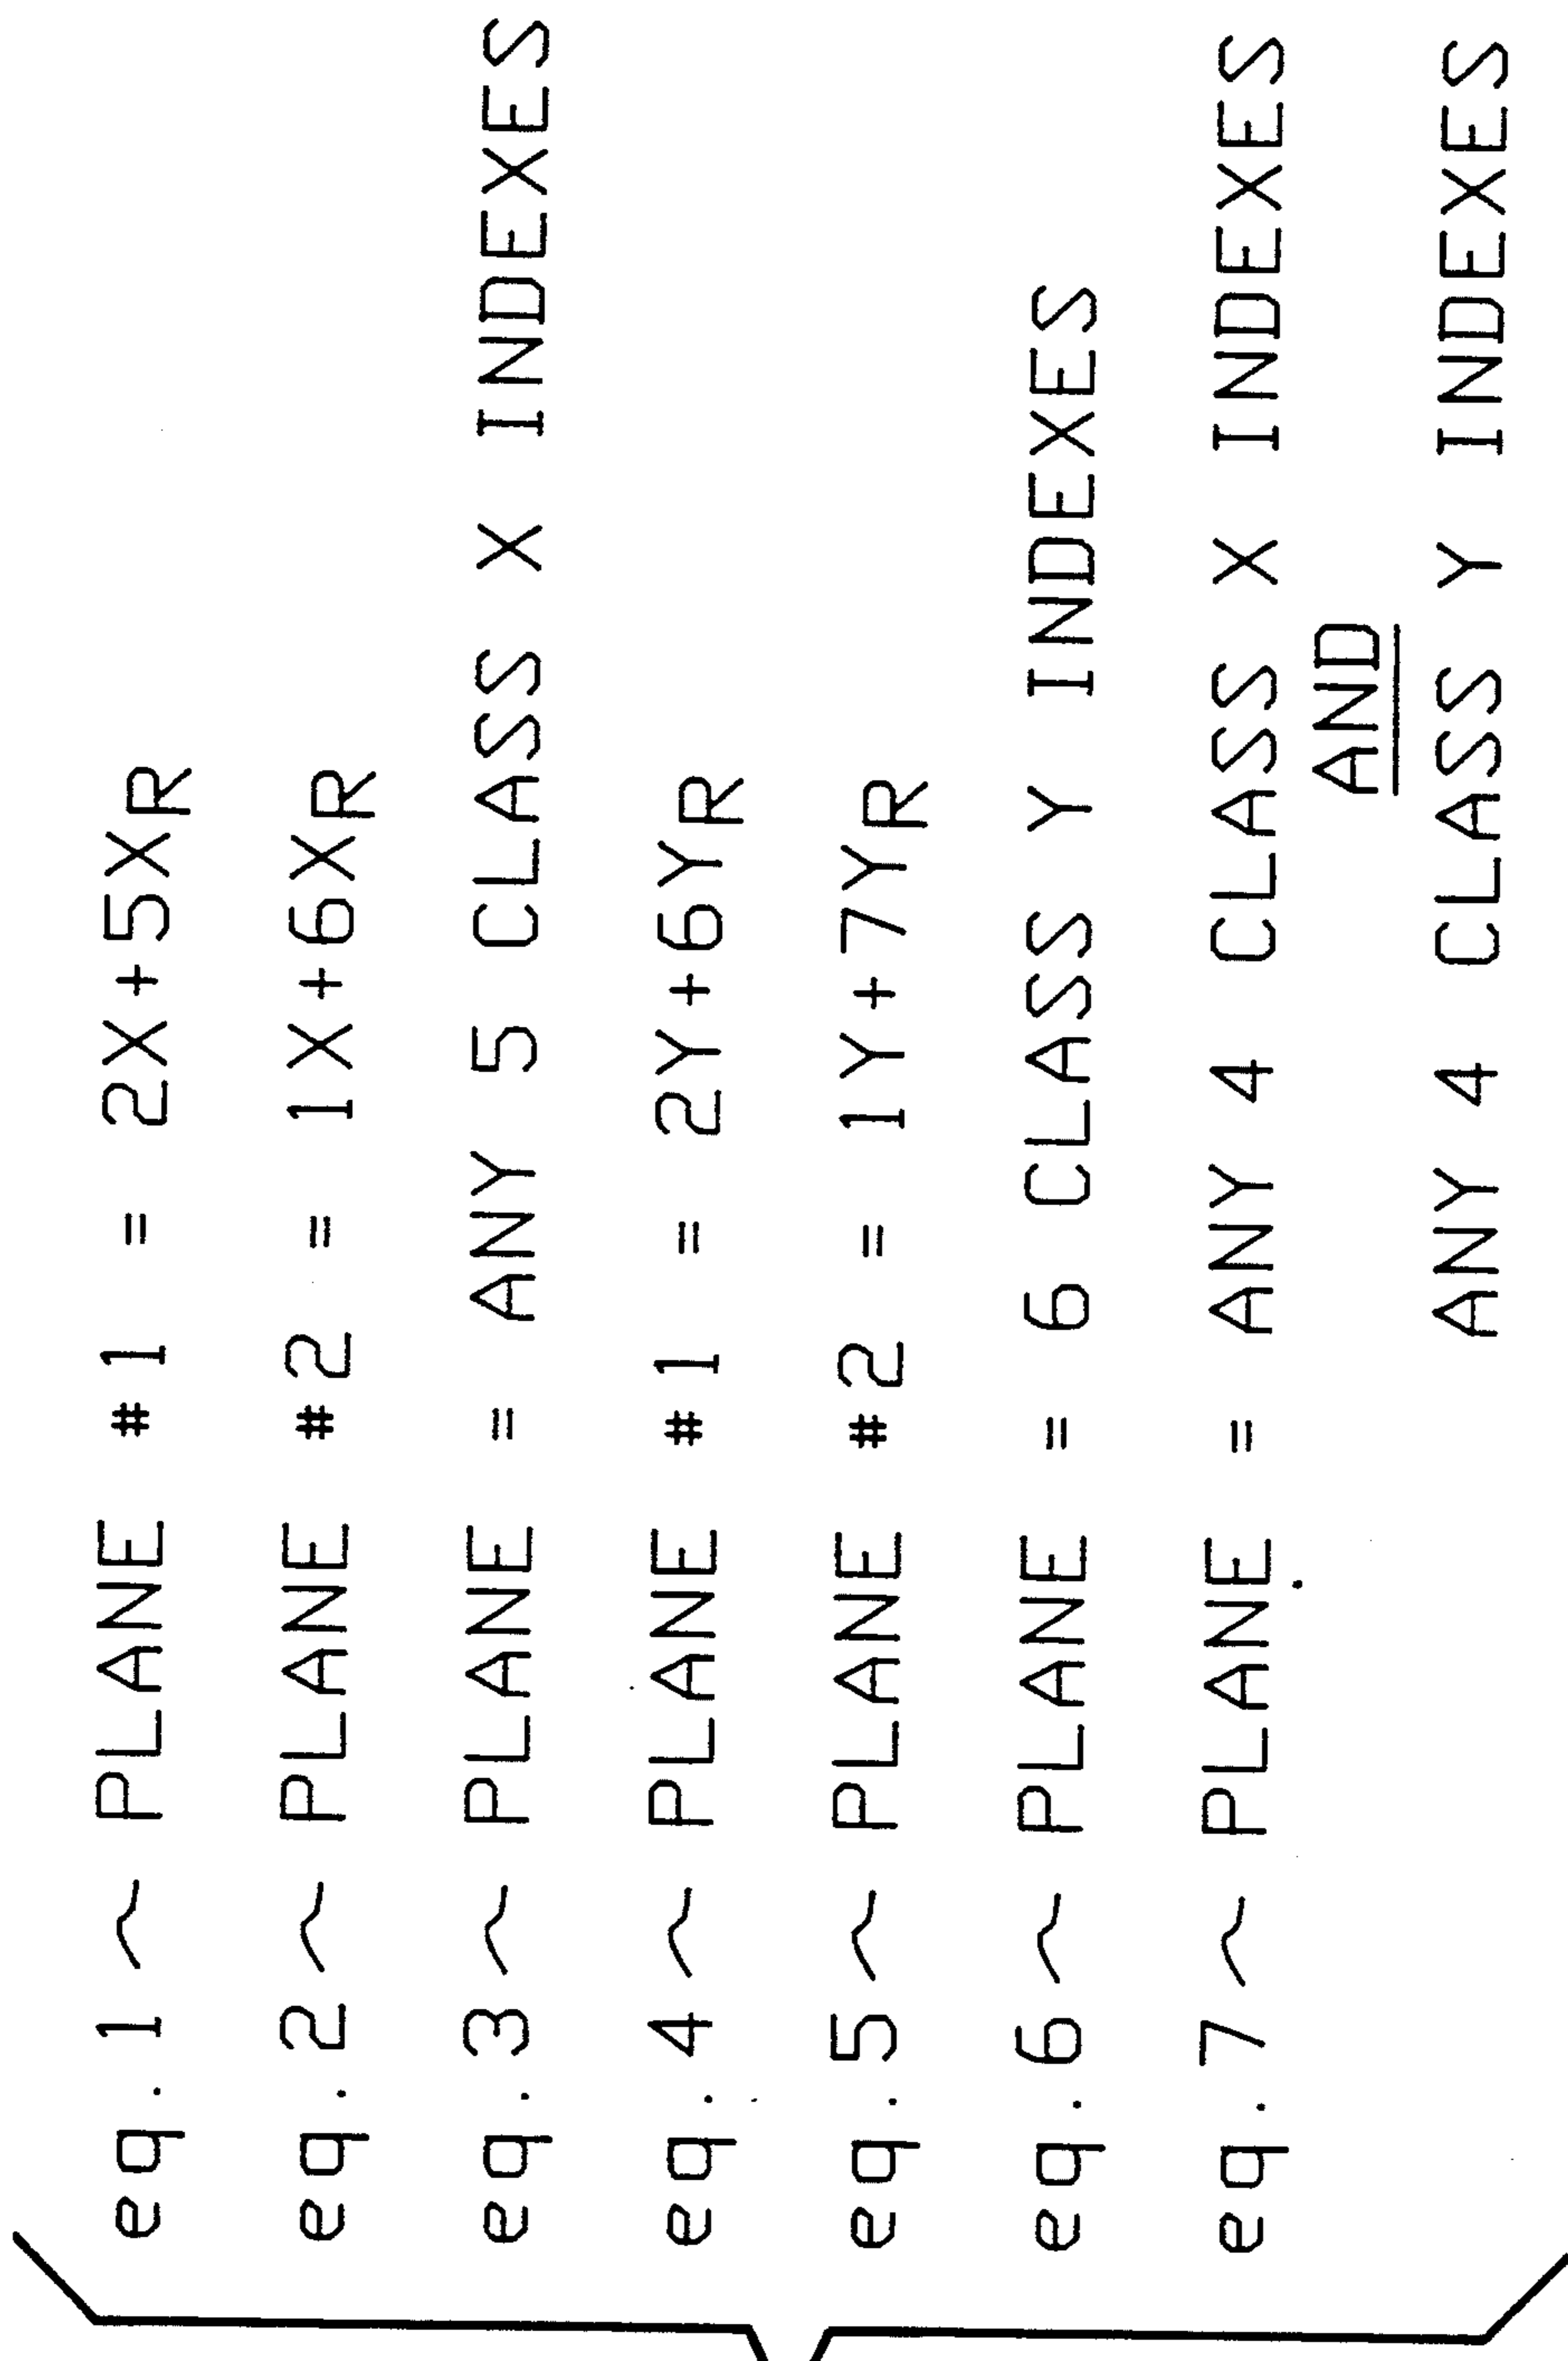 eq.1 ~ PLANE #1 = 2X+5XR
eq.2 ~ PLANE #2 = 1X+6XR
eq.3 ~ PLANE = ANY 5 CLASS X INDEXES
eq.4 ~ PLANE #1 = 2Y+6YR
eq.5 ~ PLANE #2 = 1Y+7YR
eq.6 ~ PLANE = 6 CLASS Y INDEXES
eq.7 ~ PLANE = ANY 4 CLASS X INDEXES
AND
ANY 4 CLASS Y INDEXES